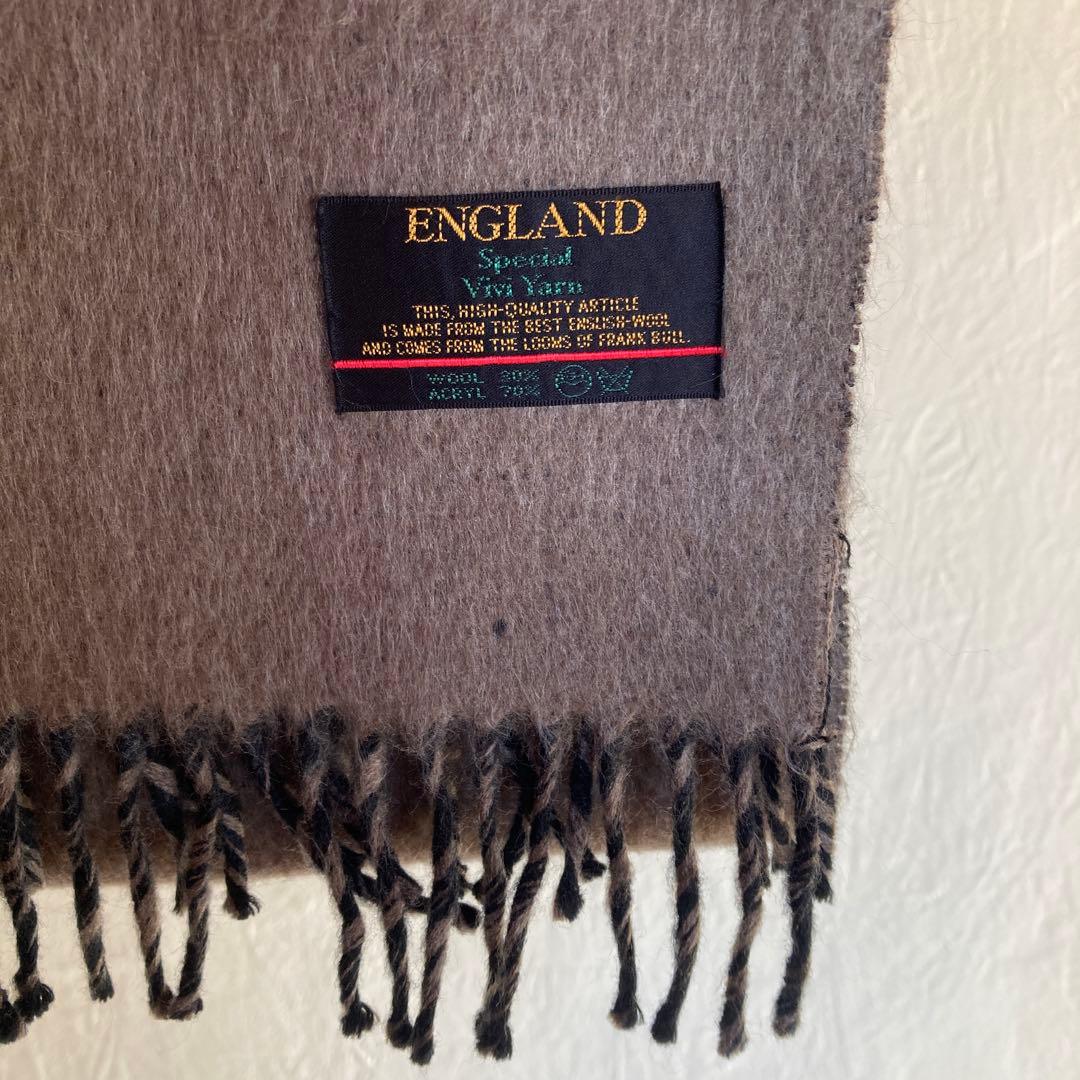 ENGLAND
Special
Vivi Yarn
THIS, HIGH-QUALITY ARTICLE
IS MADE FROM THE BEST ENGLISH-WOOL
AND COMES FROM THE LOOMS OF FRANK BULL.
WOOL 30%
ACRYL 70%